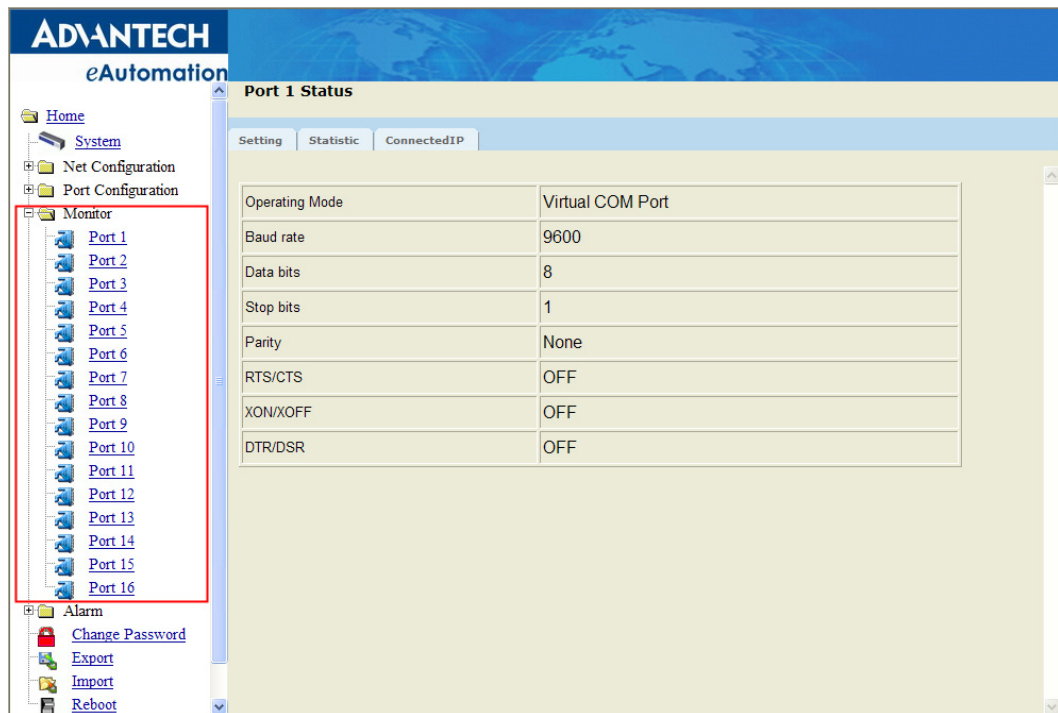 ADVANTECH
eAutomation
Home
System
Net Configuration
Port Configuration
Monitor
Port 1
Port 2
Port 3
Port 4
Port 5
Port 6
Port 7
Port 8
Port 9
Port 10
Port 11
Port 12
Port 13
Port 14
Port 15
Port 16
Alarm
Change Password
Export
Import
Reboot
Port 1 Status
Setting Statistic ConnectedIP
Operating Mode Virtual COM Port
Baud rate 9600
Data bits 8
Stop bits 1
Parity None
RTS/CTS OFF
XON/XOFF OFF
DTR/DSR OFF